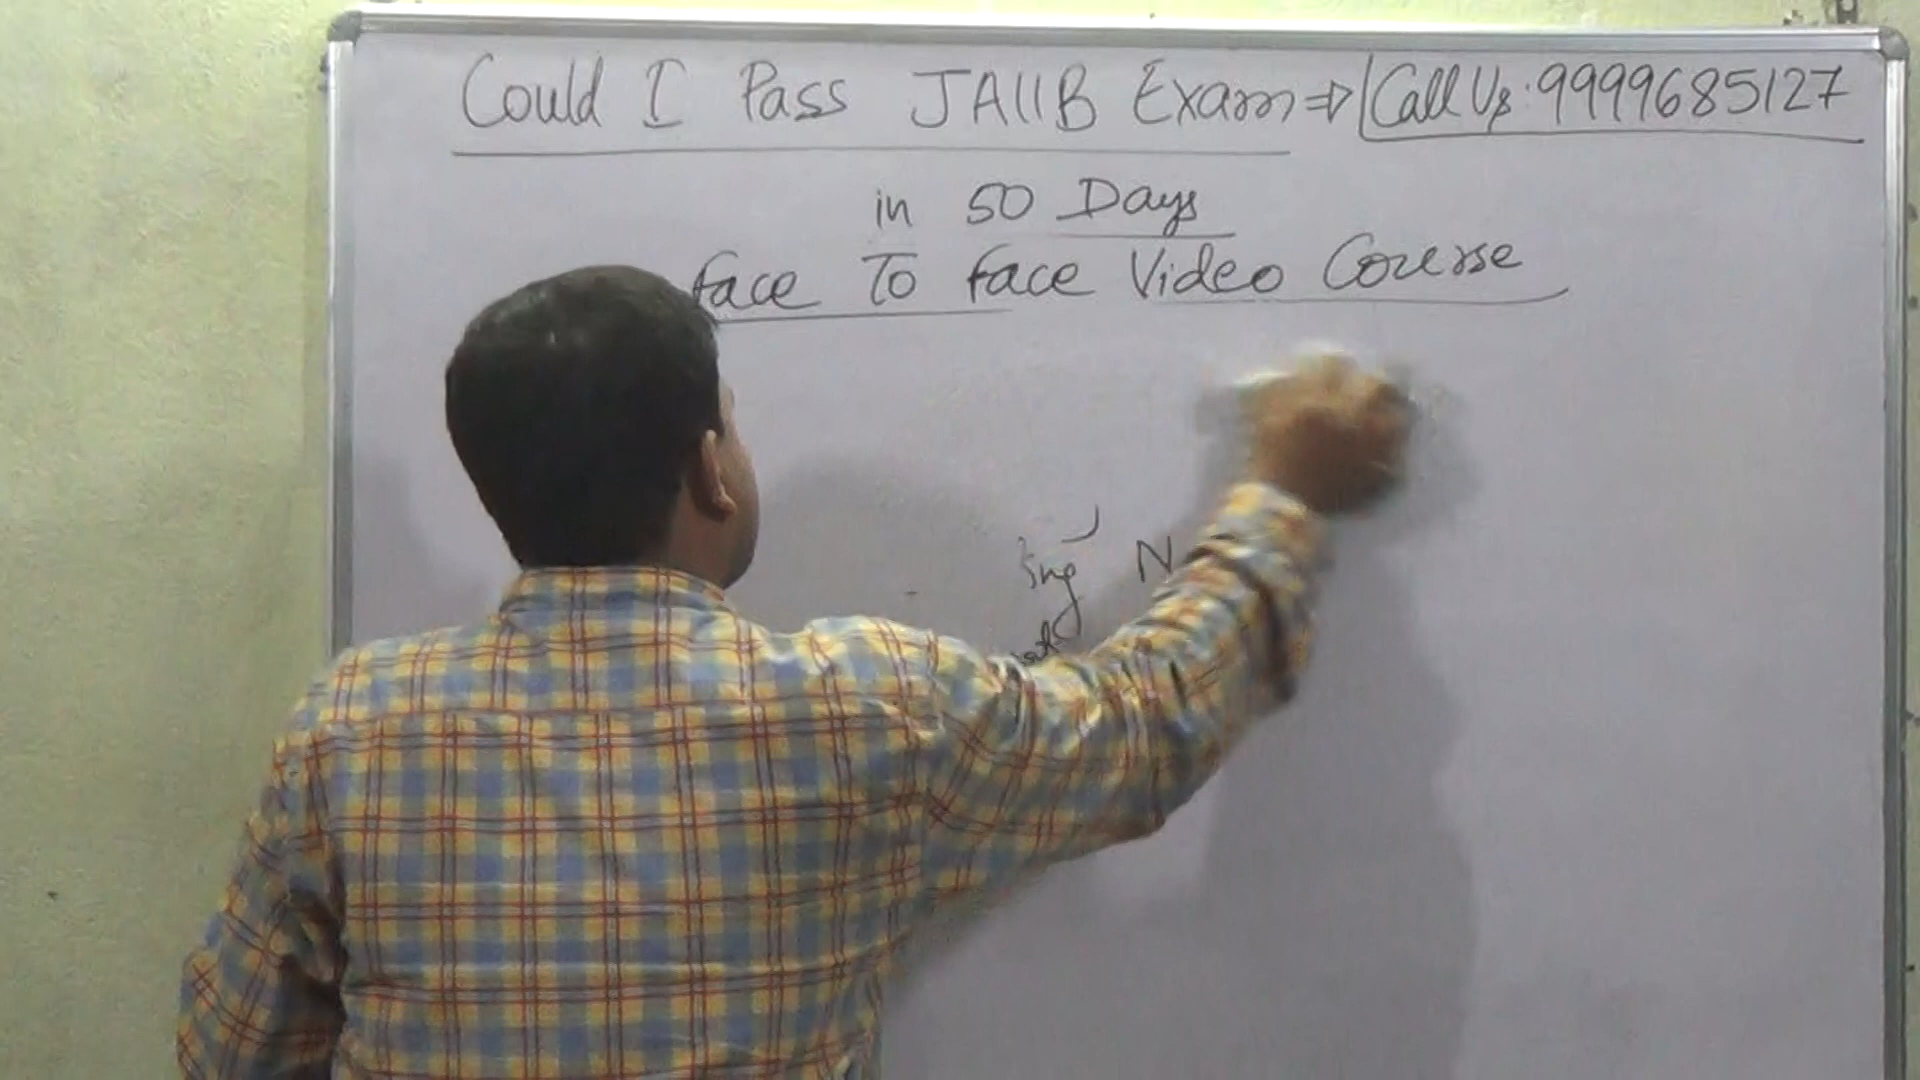 Could I Pass JAIIB Exam ⇒ Call Us: 9999685127
in 50 Days
Face To Face Video Course
N